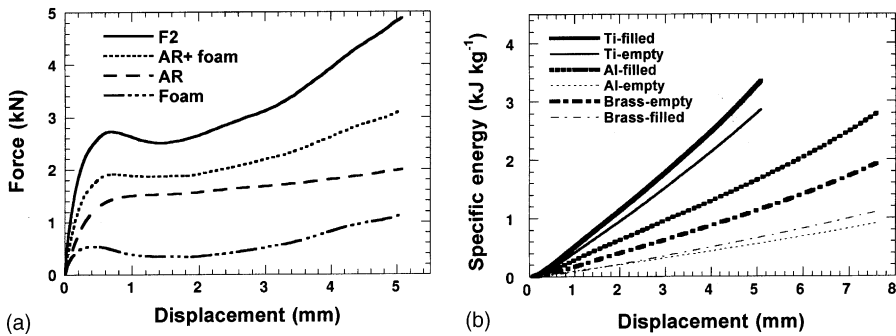 5
4
3
2
1
0
Force (kN)
F2
AR+ foam
AR
Foam
0
1
2
3
4
5
Displacement (mm)
(a)
4
3
2
1
0
Specific energy (kJ kg-1)
Ti-filled
Ti-empty
Al-filled
Al-empty
Brass-empty
Brass-filled
0
1
2
3
4
5
6
7
8
Displacement (mm)
(b)